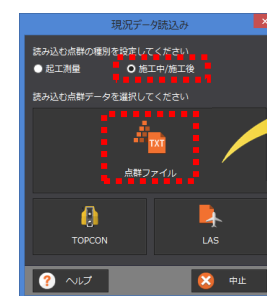 現況データ読込み
読み込む点群の種別を設定してください
起工測量 施工中/施工後
読み込む点群データを選択してください
TXT
点群ファイル
TOPCON LAS
? ヘルプ 中止